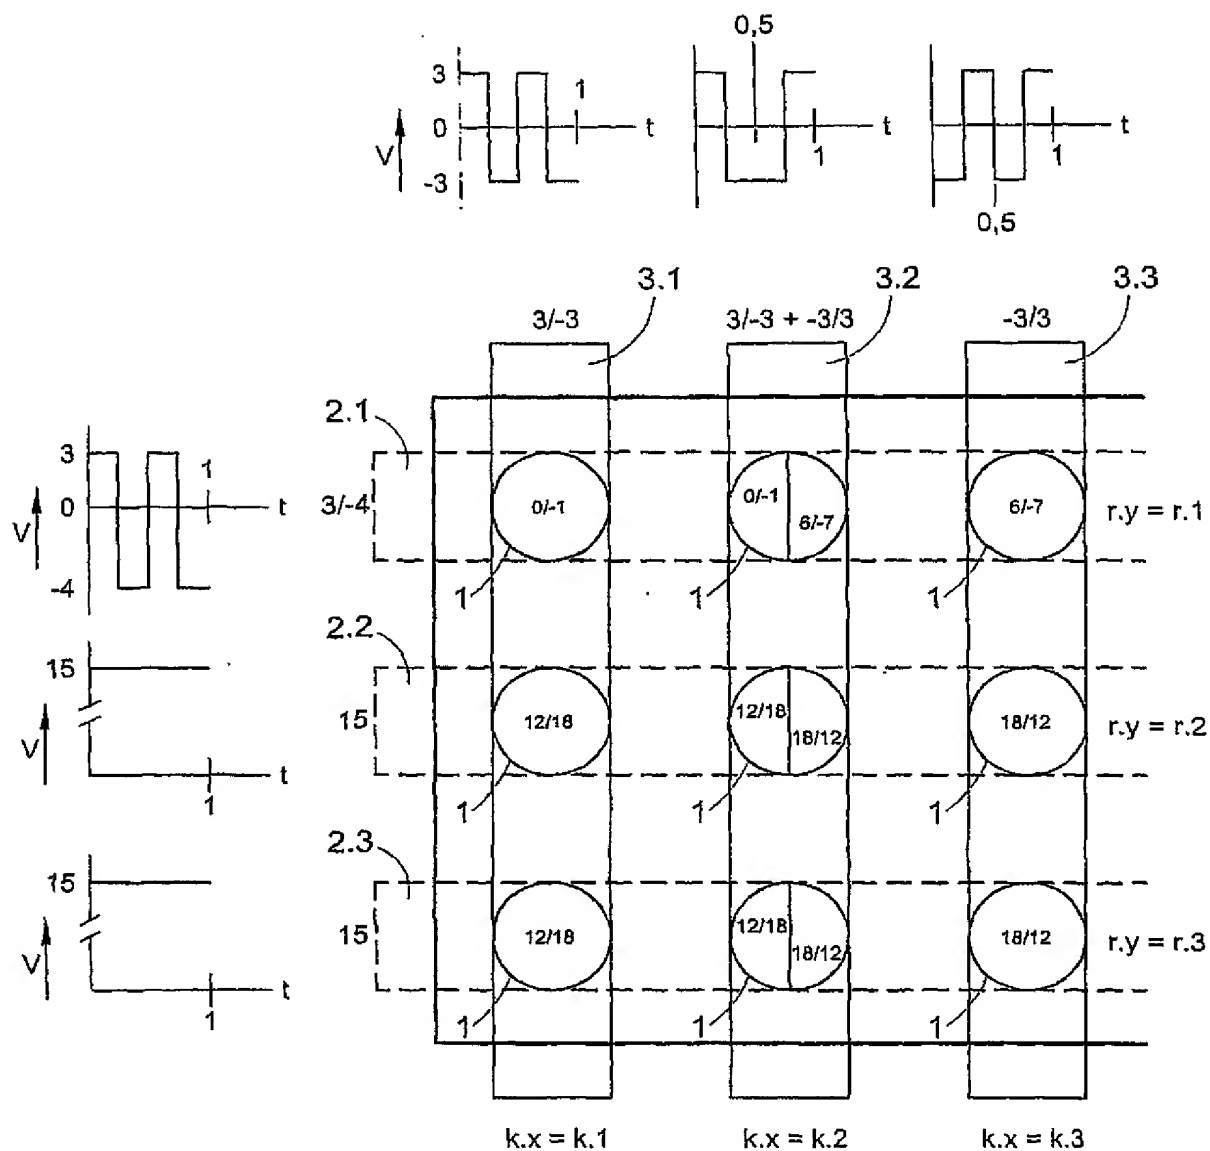 0,5
3
1
0
t
t
t
V
1
1
-3
0,5
3.1
3.2
3.3
3/-3
3/-3 + -3/3
-3/3
2.1
3
1
0
t
V
3/-4
0/-1
0/-1
6/-7
6/-7
r.y = r.1
-4
1
1
1
2.2
15
V
15
12/18
12/18
18/12
18/12
r.y = r.2
t
1
1
1
1
2.3
15
V
15
12/18
12/18
18/12
18/12
r.y = r.3
t
1
1
1
1
k.x = k.1
k.x = k.2
k.x = k.3